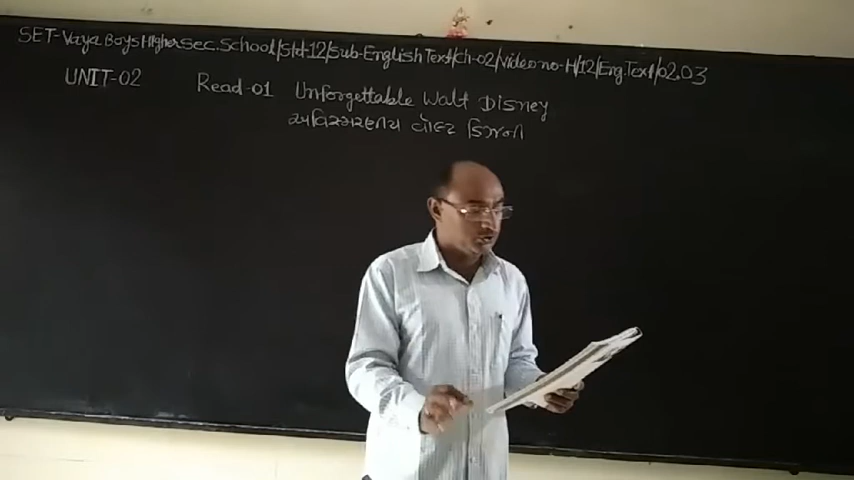 SET-Vaya Boys Higher Sec. School/Std-12/Sub-English Text/Ch-02/Video no-H/12/Eng.Text/02.03
UNIT-02 Read-01 Unforgettable Walt Disney
અવિસ્મરણીય વોલ્ટ ડિઝની